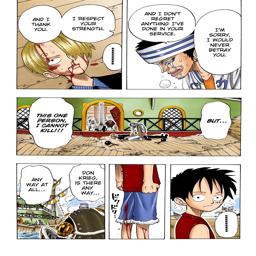 I'M
SORRY,
I WOULD
NEVER
BETRAY
YOU.
AND I DON'T
REGRET
ANYTHING I'VE
DONE IN YOUR
SERVICE.
I RESPECT
YOUR
STRENGTH.
AND I
THANK
YOU.
BUT...
THIS ONE
PERSON,
I CANNOT
KILL!!!
DON
KRIEG,
IS THERE
ANY
WAY...
ANY
WAY AT
ALL...